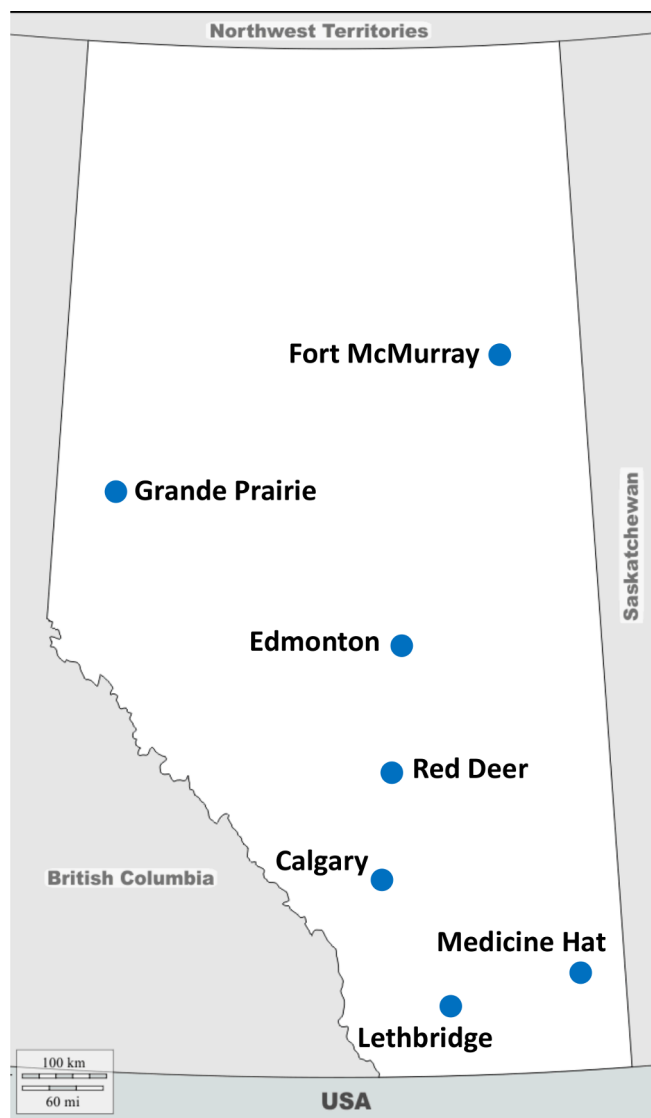 Northwest Territories
Fort McMurray
Grande Prairie
Saskatchewan
Edmonton
Red Deer
Calgary
British Columbia
Medicine Hat
Lethbridge
100 km
60 mi
USA